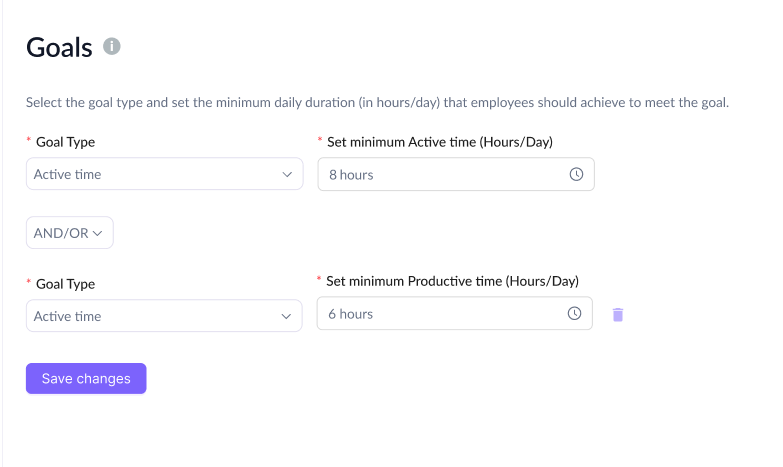 Goals
Select the goal type and set the minimum daily duration (in hours/day) that employees should achieve to meet the goal.
* Goal Type
* Set minimum Active time (Hours/Day)
Active time
8 hours
AND/OR
* Goal Type
* Set minimum Productive time (Hours/Day)
Active time
6 hours
Save changes